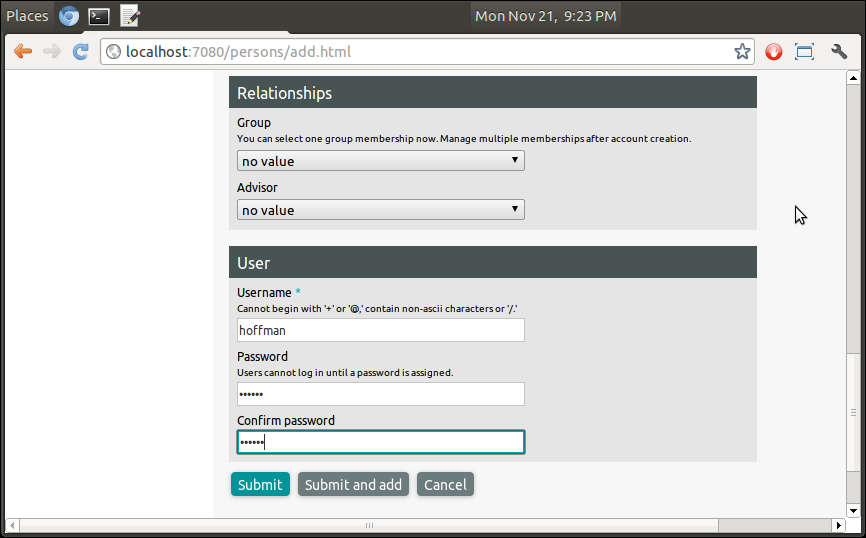 Places
Mon Nov 21, 9:23 PM
localhost:7080/persons/add.html
Relationships
Group
You can select one group membership now. Manage multiple memberships after account creation.
no value
Advisor
no value
User
Username *
Cannot begin with '+' or '@,' contain non-ascii characters or '/.'
hoffman
Password
Users cannot log in until a password is assigned.
••••••
Confirm password
••••••
Submit
Submit and add
Cancel